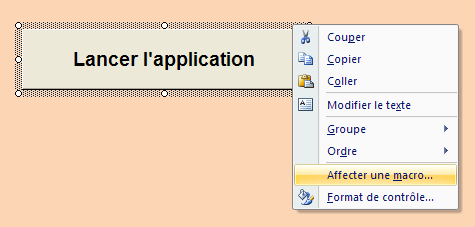 Lancer l'application
Couper
Copier
Coller
Modifier le texte
Groupe
Ordre
Affecter une macro...
Format de contrôle...